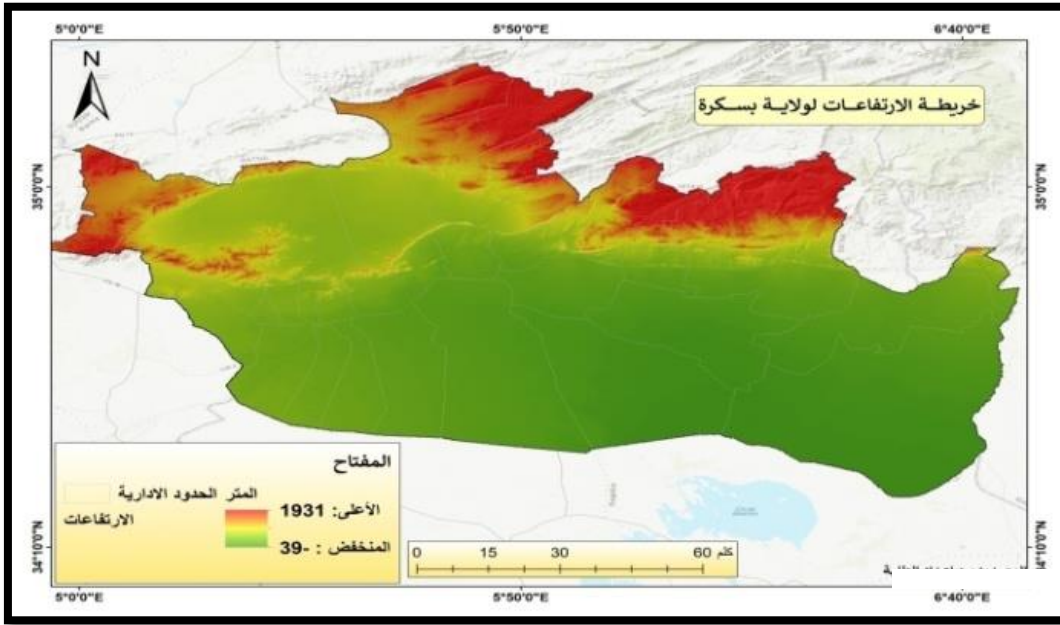 5°0'0"E 5°50'0"E 6°40'0"E
N
خريطة الارتفاعات لولاية بسكرة
35°0'0"N 35°0'0"N
المفتاح
المتر الحدود الادارية
الأعلى: 1931
الارتفاعات
المنخفض : -39
كلم
0 15 30 60
34°10'0"N 34°10'0"N
5°0'0"E 5°50'0"E 6°40'0"E